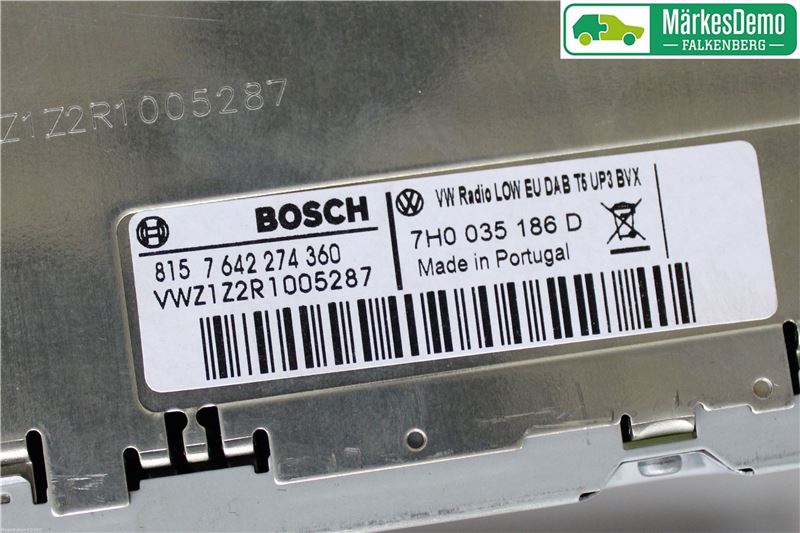 MärkesDemo
FALKENBERG
Z1Z2R1005287
BOSCH
815 7 642 274 360
VWZ1Z2R1005287
VW Radio LOW EU DAB T5 UP3 BVX
7H0 035 186 D
Made in Portugal